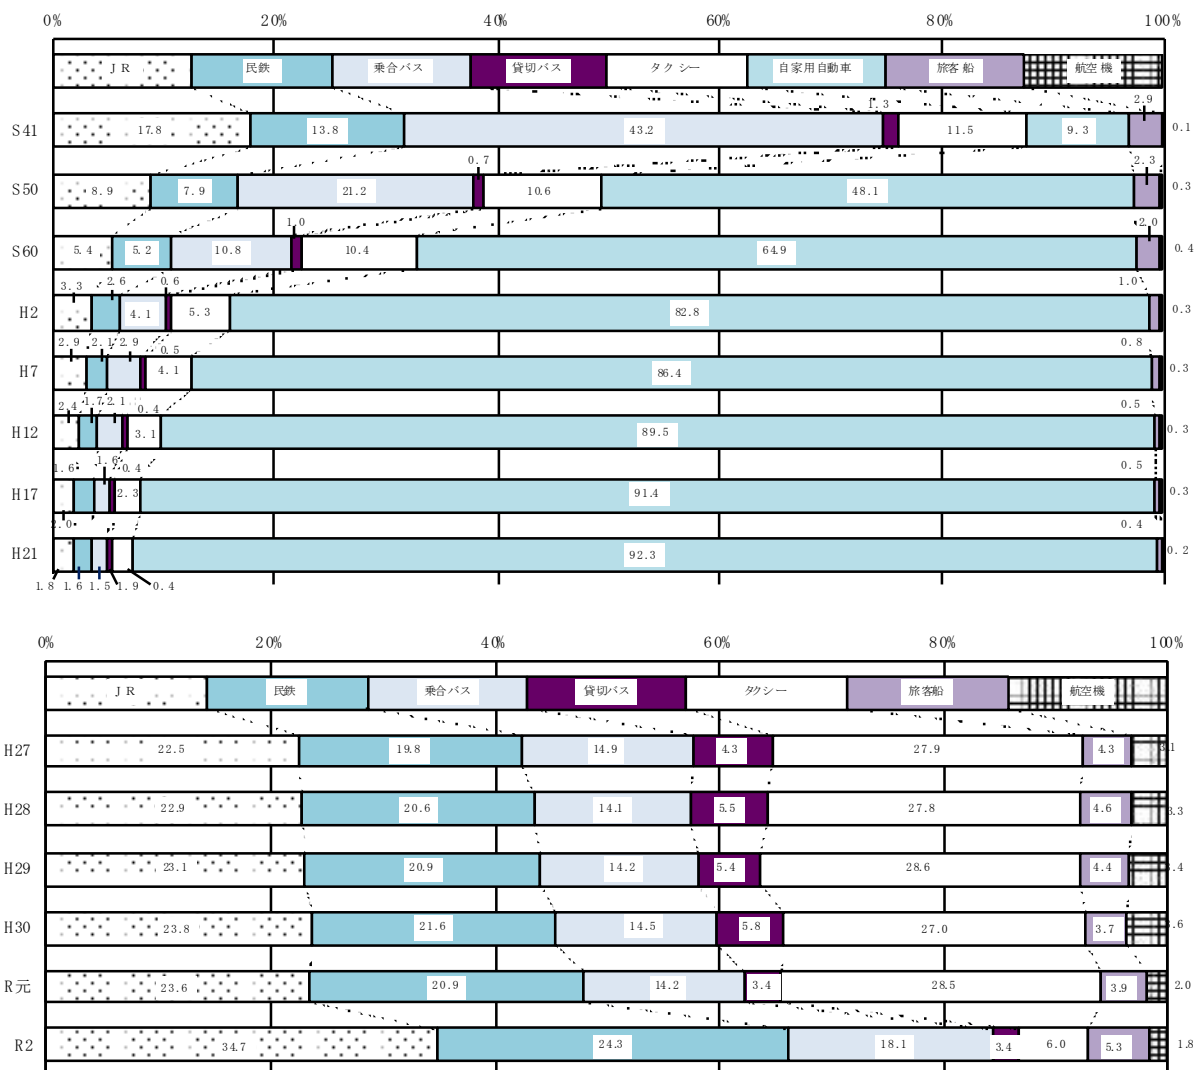 0% 20% 40% 60% 80% 100%
JR 民鉄 乗合バス 貸切バス タクシー 自家用自動車 旅客船 航空機
1.3 2.9
S41 17.8 13.8 43.2 11.5 9.3 0.1
0.7 2.3
S50 8.9 7.9 21.2 10.6 48.1 0.3
1.0 2.0
S60 5.4 5.2 10.8 10.4 64.9 0.4
3.3 2.6 0.6 1.0
H2 4.1 5.3 82.8 0.3
2.9 2.1 2.9 0.5 0.8
H7 4.1 86.4 0.3
2.4 1.7 2.1 0.4 0.5
H12 3.1 89.5 0.3
1.6 1.6 0.4 0.5
H17 2.3 91.4 0.3
2.0 0.4
H21 92.3 0.2
1.8 1.6 1.5 1.9 0.4
0% 20% 40% 60% 80% 100%
JR 民鉄 乗合バス 貸切バス タクシー 旅客船 航空機
H27 22.5 19.8 14.9 4.3 27.9 4.3 3.1
H28 22.9 20.6 14.1 5.5 27.8 4.6 3.3
H29 23.1 20.9 14.2 5.4 28.6 4.4 3.4
H30 23.8 21.6 14.5 5.8 27.0 3.7 3.6
R元 23.6 20.9 14.2 3.4 28.5 3.9 2.0
R2 34.7 24.3 18.1 3.4 6.0 5.3 1.8